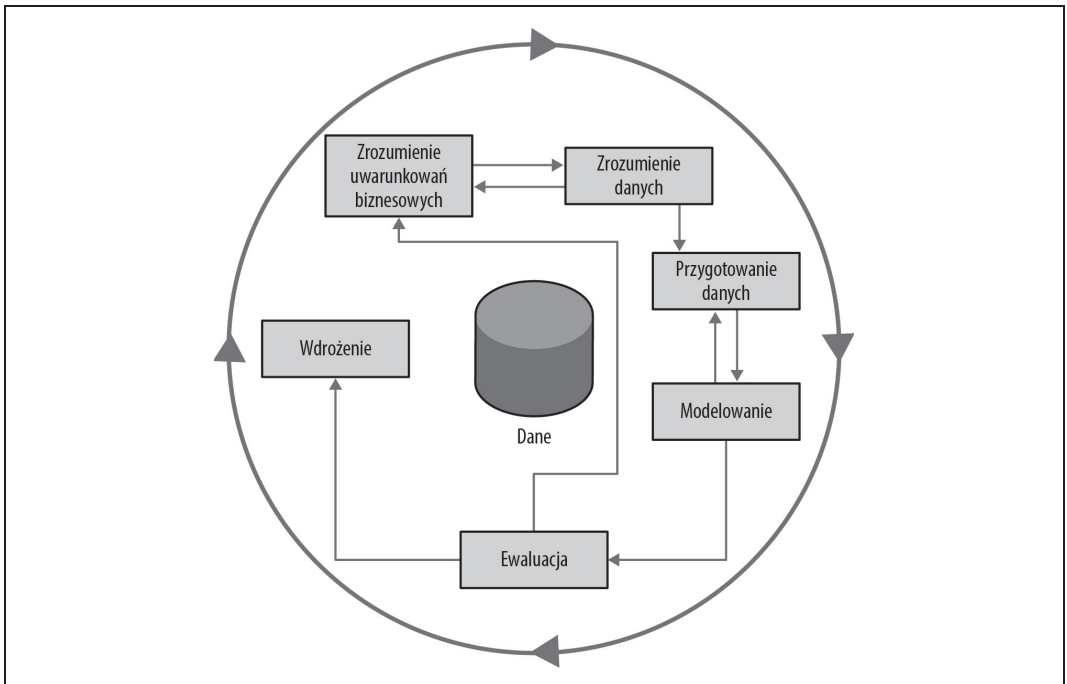 Zrozumienie
uwarunkowań
biznesowych
Zrozumienie
danych
Przygotowanie
danych
Wdrożenie
Modelowanie
Dane
Ewaluacja